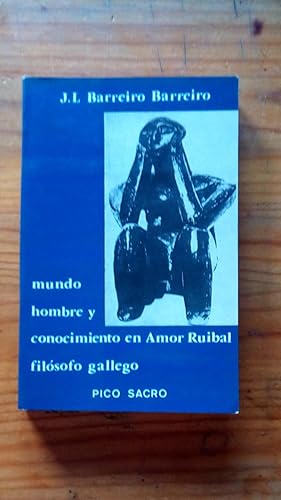 J.L Barreiro Barreiro
mundo
hombre y
conocimiento en Amor Ruibal
filósofo gallego
PICO SACRO